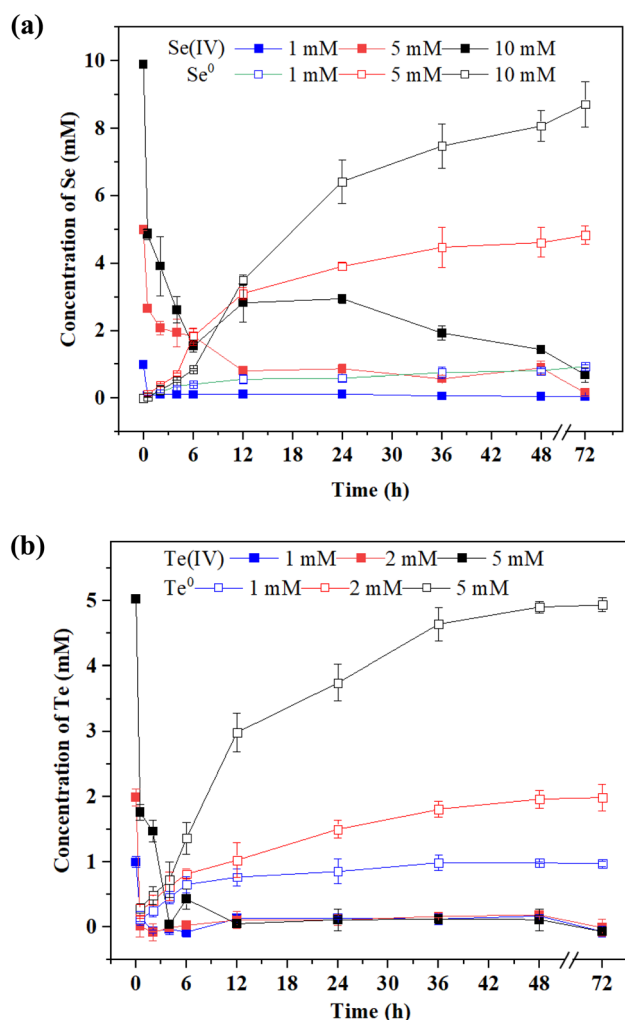 (a)
Se(IV) 1 mM 5 mM 10 mM
Se⁰ 1 mM 5 mM 10 mM
10
8
6
4
2
0
Concentration of Se (mM)
0 6 12 18 24 30 36 42 48 72
Time (h)
(b)
Te(IV) 1 mM 2 mM 5 mM
Te⁰ 1 mM 2 mM 5 mM
5
4
3
2
1
0
Concentration of Te (mM)
0 6 12 18 24 30 36 42 48 72
Time (h)